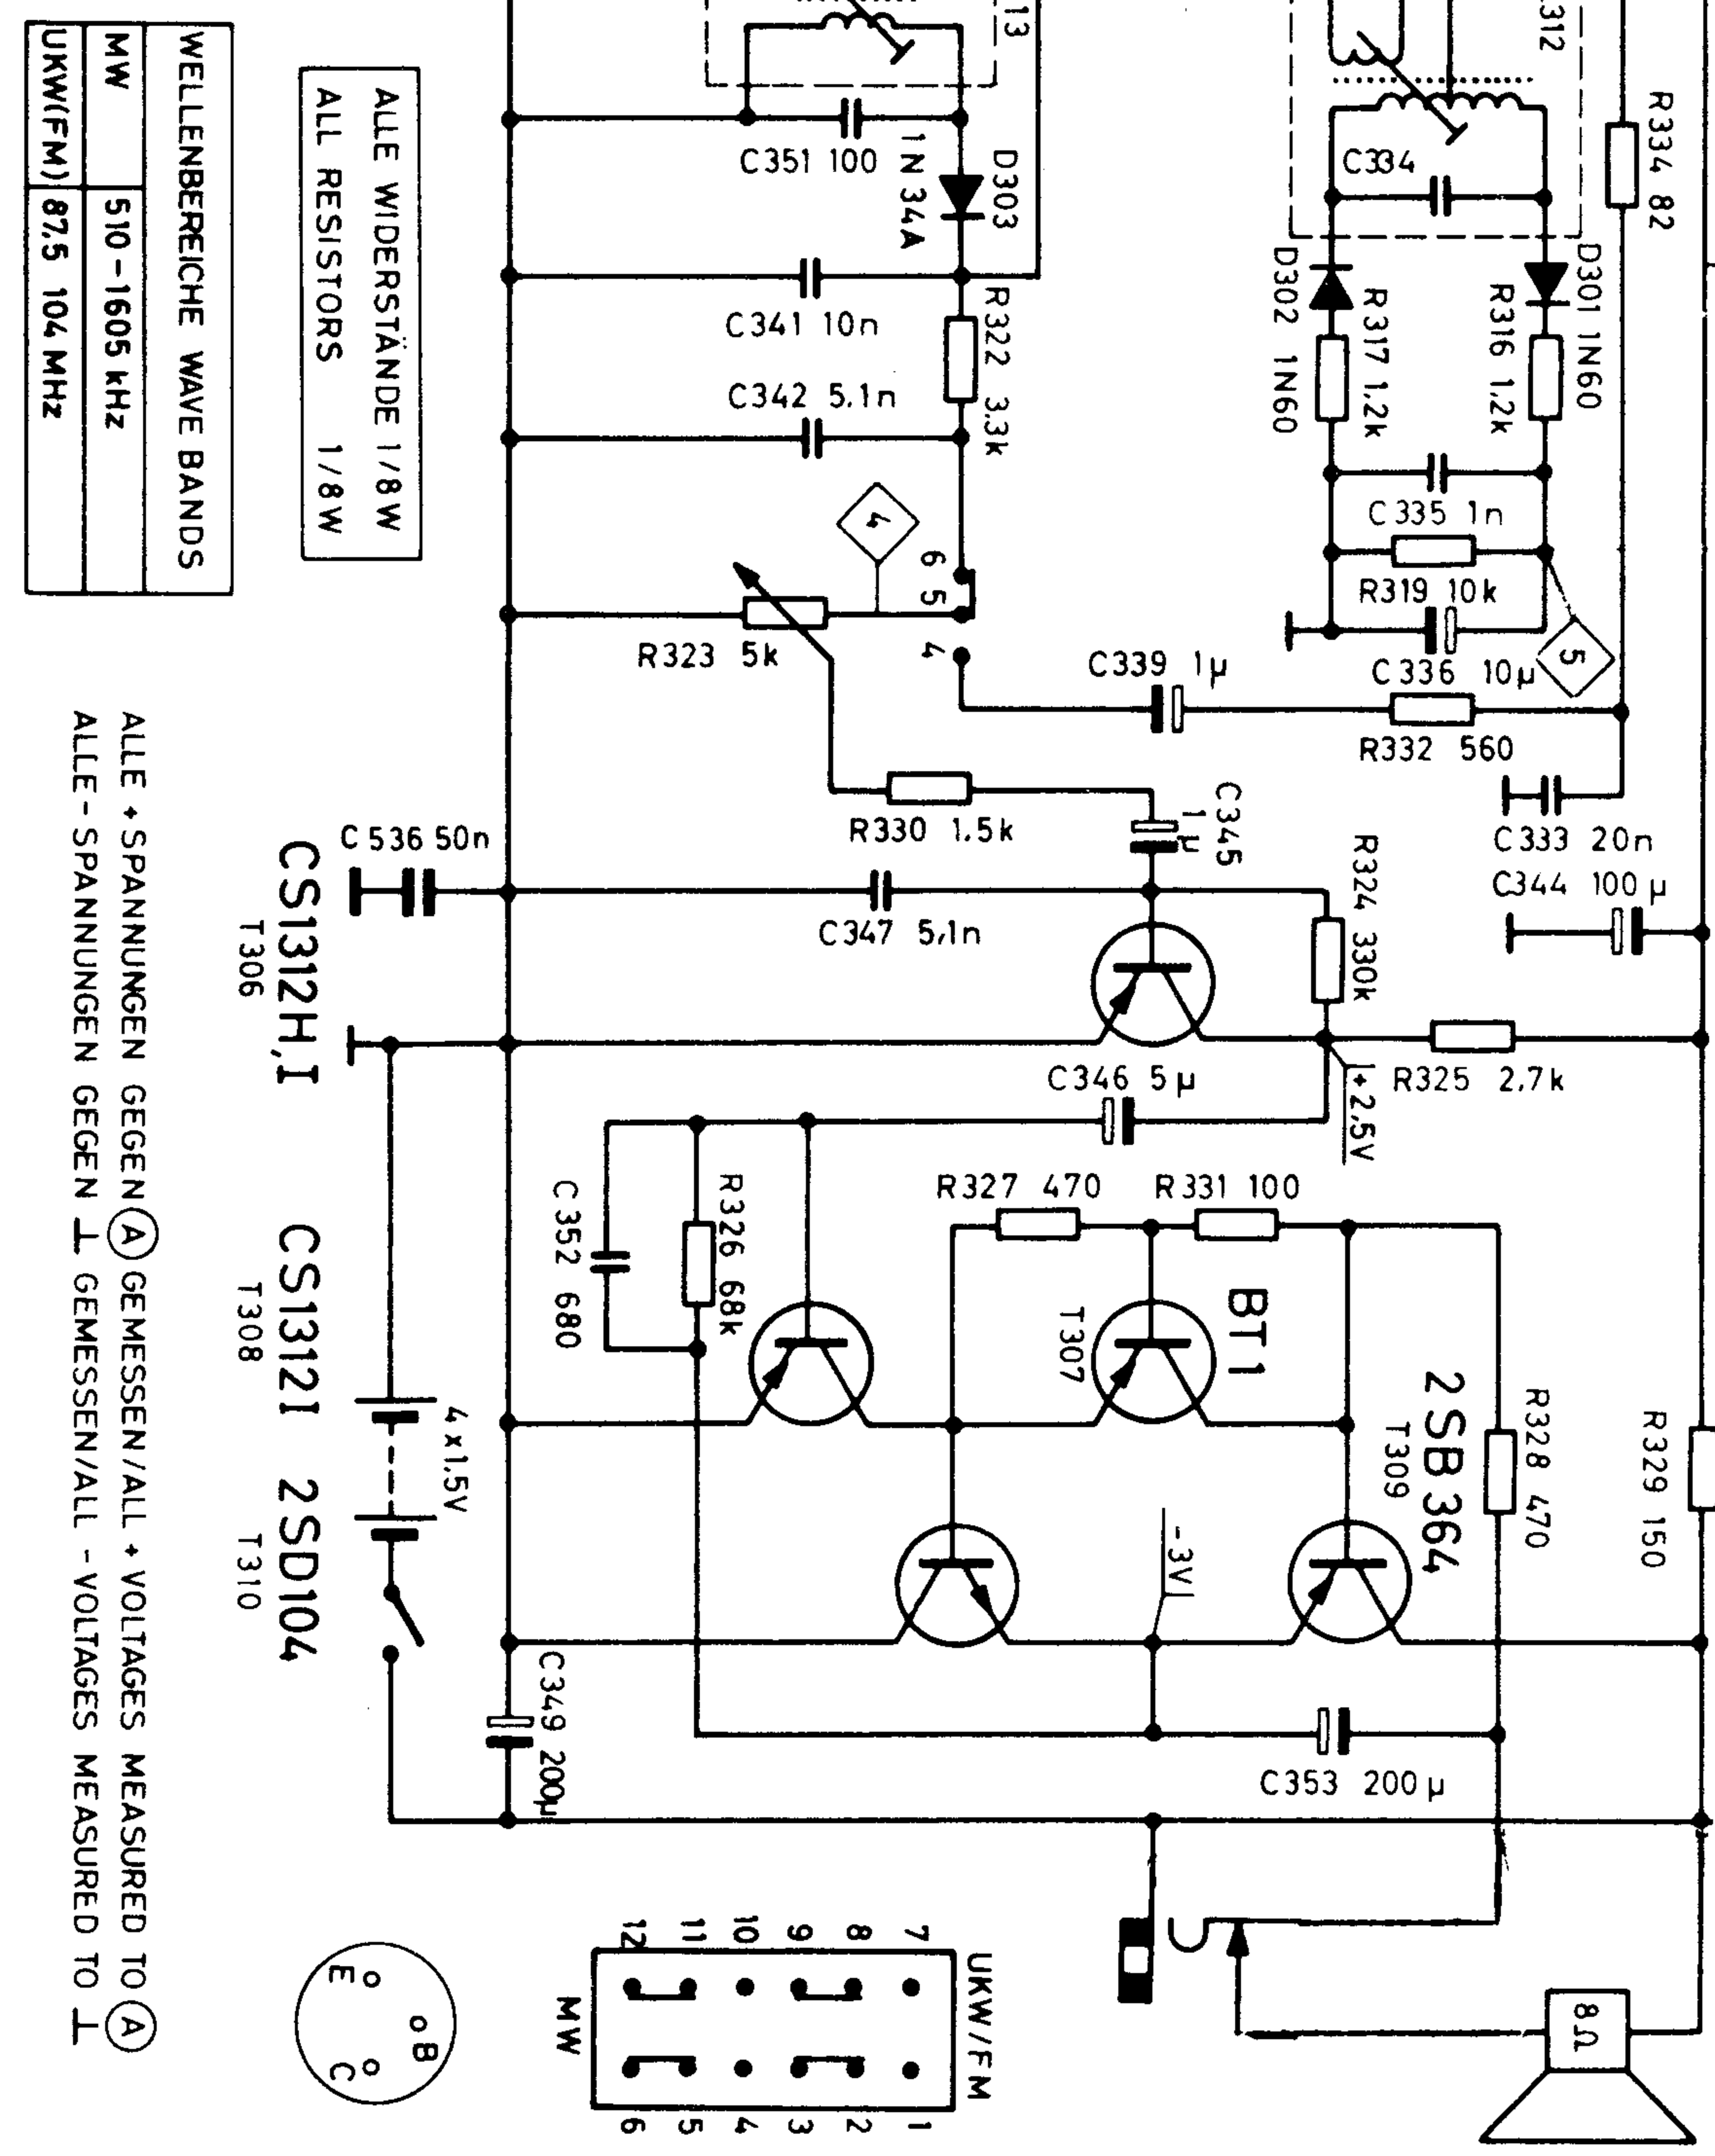 13
312
R334 82
C351 100
1N34A
D303
C334
D302 1N60
D301 1N60
R317 1,2k
R316 1,2k
C341 10n
R322 3.3k
C342 5.1n
C335 1n
R319 10k
C336 10µ
4
5
6
5
4
R323 5k
C339 1µ
R332 560
R330 1.5k
C345
1µ
C333 20n
C344 100µ
R324 330k
C536 50n
C347 5,1n
R325 2.7k
+2,5V
C346 5µ
R327 470
R331 100
C352 680
R326 68k
BT1
T307
2SB364
T309
R328 470
R329 150
4x1,5V
-3V
C349 200µ
C353 200µ
8Ω
CS1312H,I
T306
CS1312I
T308
2SD104
T310
UKW/FM
7 8 9 10 11 12
1 2 3 4 5 6
MW
E
B
C
ALLE WIDERSTÄNDE 1/8W
ALL RESISTORS 1/8W
WELLENBEREICHE WAVE BANDS
MW 510-1605 kHz
UKW(FM) 87,5 104 MHz
ALLE + SPANNUNGEN GEGEN A GEMESSEN/ALL + VOLTAGES MEASURED TO A
ALLE - SPANNUNGEN GEGEN ⊥ GEMESSEN/ALL - VOLTAGES MEASURED TO ⊥